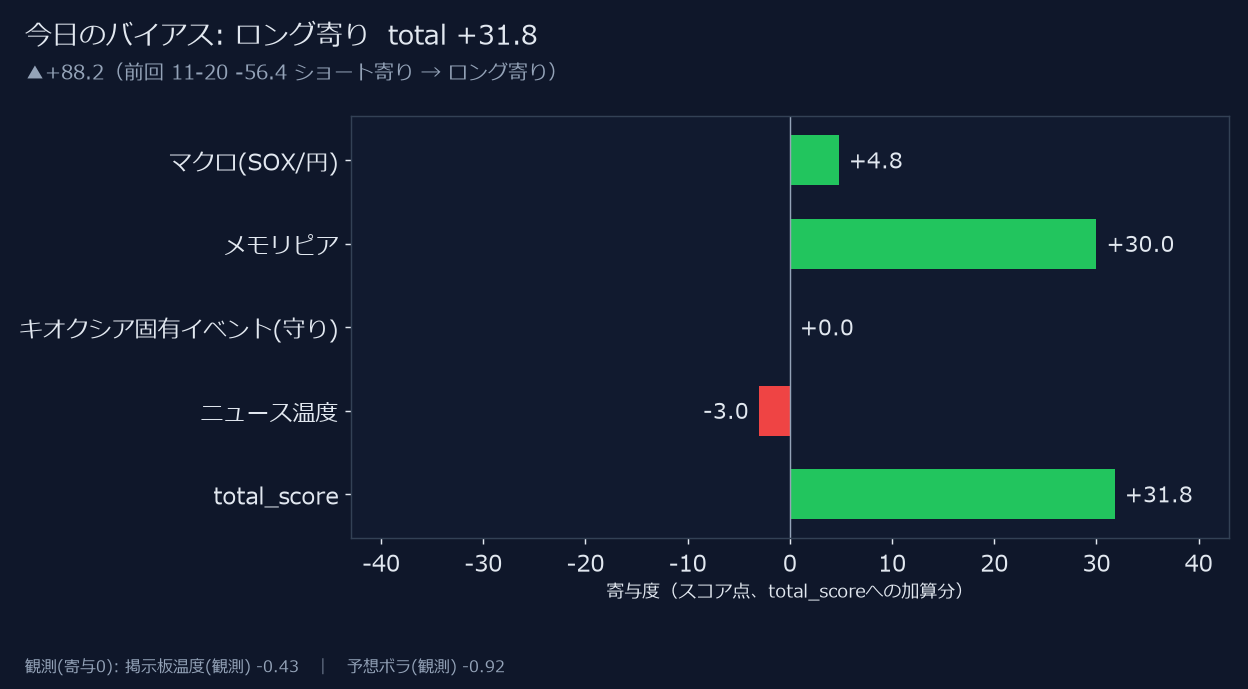 今日のバイアス: ロング寄り  total +31.8
▲+88.2（前回 11-20 -56.4 ショート寄り → ロング寄り）
マクロ(SOX/円)
+4.8
メモリピア
+30.0
キオクシア固有イベント(守り)
+0.0
ニュース温度
-3.0
total_score
+31.8
-40 -30 -20 -10 0 10 20 30 40
寄与度（スコア点、total_scoreへの加算分）
観測(寄与0): 掲示板温度(観測) -0.43 ｜ 予想ボラ(観測) -0.92